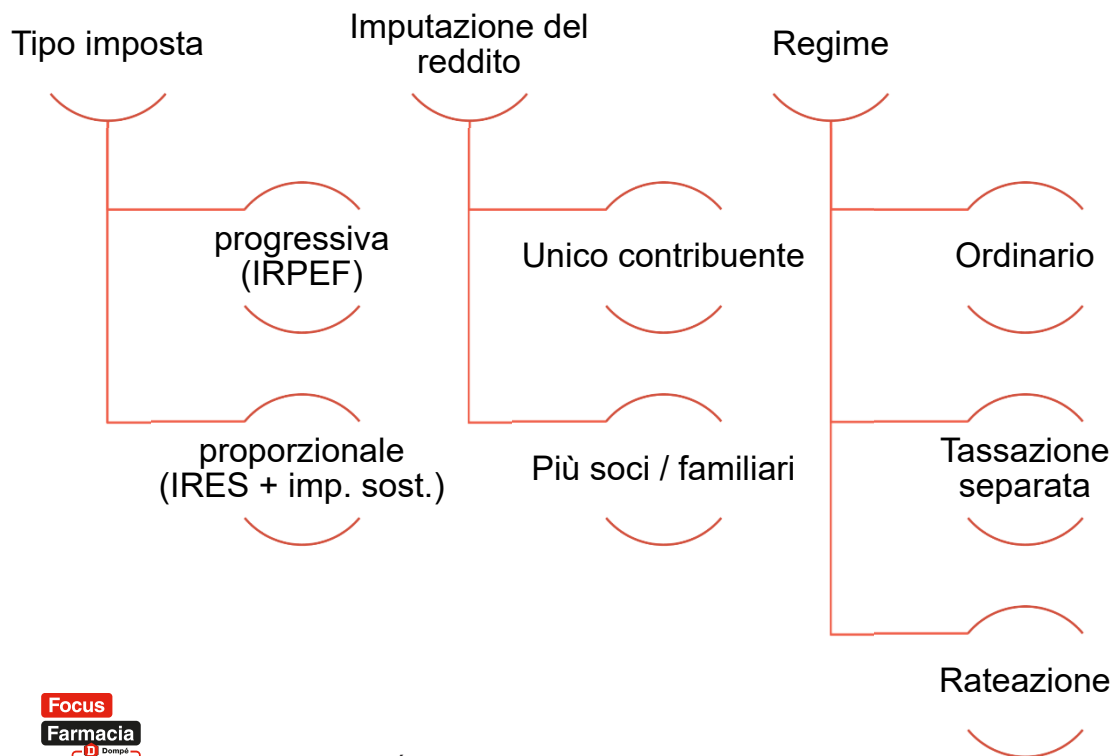 Tipo imposta
Imputazione del
reddito
Regime
progressiva
(IRPEF)
Unico contribuente
Ordinario
proporzionale
(IRES + imp. sost.)
Più soci / familiari
Tassazione
separata
Rateazione
Focus
Farmacia
D Dompé